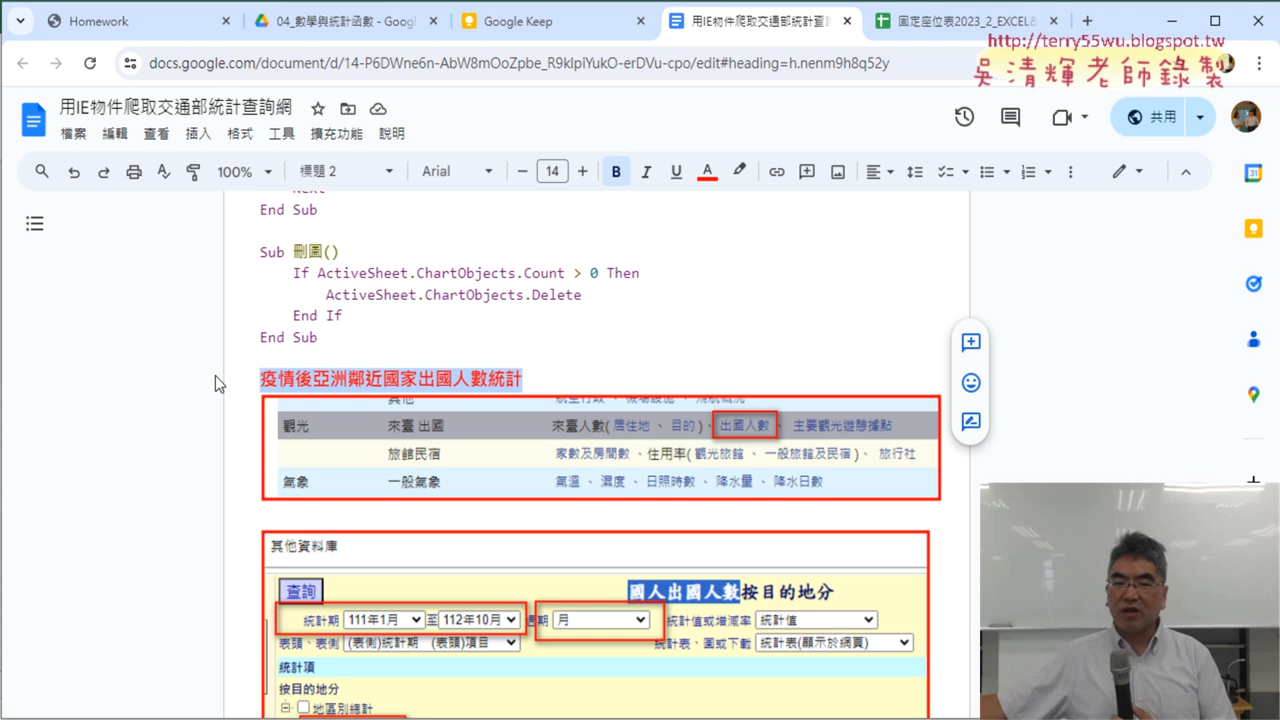 Homework
04_數學與統計函數 - Googl
Google Keep
用IE物件爬取交通部統計查詢
固定座位表2023_2_EXCEL&
http://terry55wu.blogspot.tw
吳清輝老師錄製
docs.google.com/document/d/14-P6DWne6n-AbW8mOoZpbe_R9kIpiYukO-erDVu-cpo/edit#heading=h.nenm9h8q52y
用IE物件爬取交通部統計查詢網
檔案 編輯 查看 插入 格式 工具 擴充功能 說明
共用
100% 標題 2 Arial 14 B I U A
31
Next
End Sub
Sub 刪圖()
If ActiveSheet.ChartObjects.Count > 0 Then
ActiveSheet.ChartObjects.Delete
End If
End Sub
疫情後亞洲鄰近國家出國人數統計
其他
觀光 來臺 出國 來臺人數( 居住地 、 目的 )、 出國人數 、 主要觀光遊憩據點
旅館民宿 家數及房間數 、住用率( 觀光旅館 、 一般旅館及民宿 )、 旅行社
氣象 一般氣象 氣溫 、 濕度 、 日照時數 、 降水量 、 降水日數
其他資料庫
查詢 國人出國人數按目的地分
統計期 111年1月 至 112年10月 週期 月 統計值或增減率 統計值
表頭、表側 (表側)統計期 (表頭)項目 統計表、圖或下載 統計表(顯示於網頁)
統計項
按目的地分
地區別總計